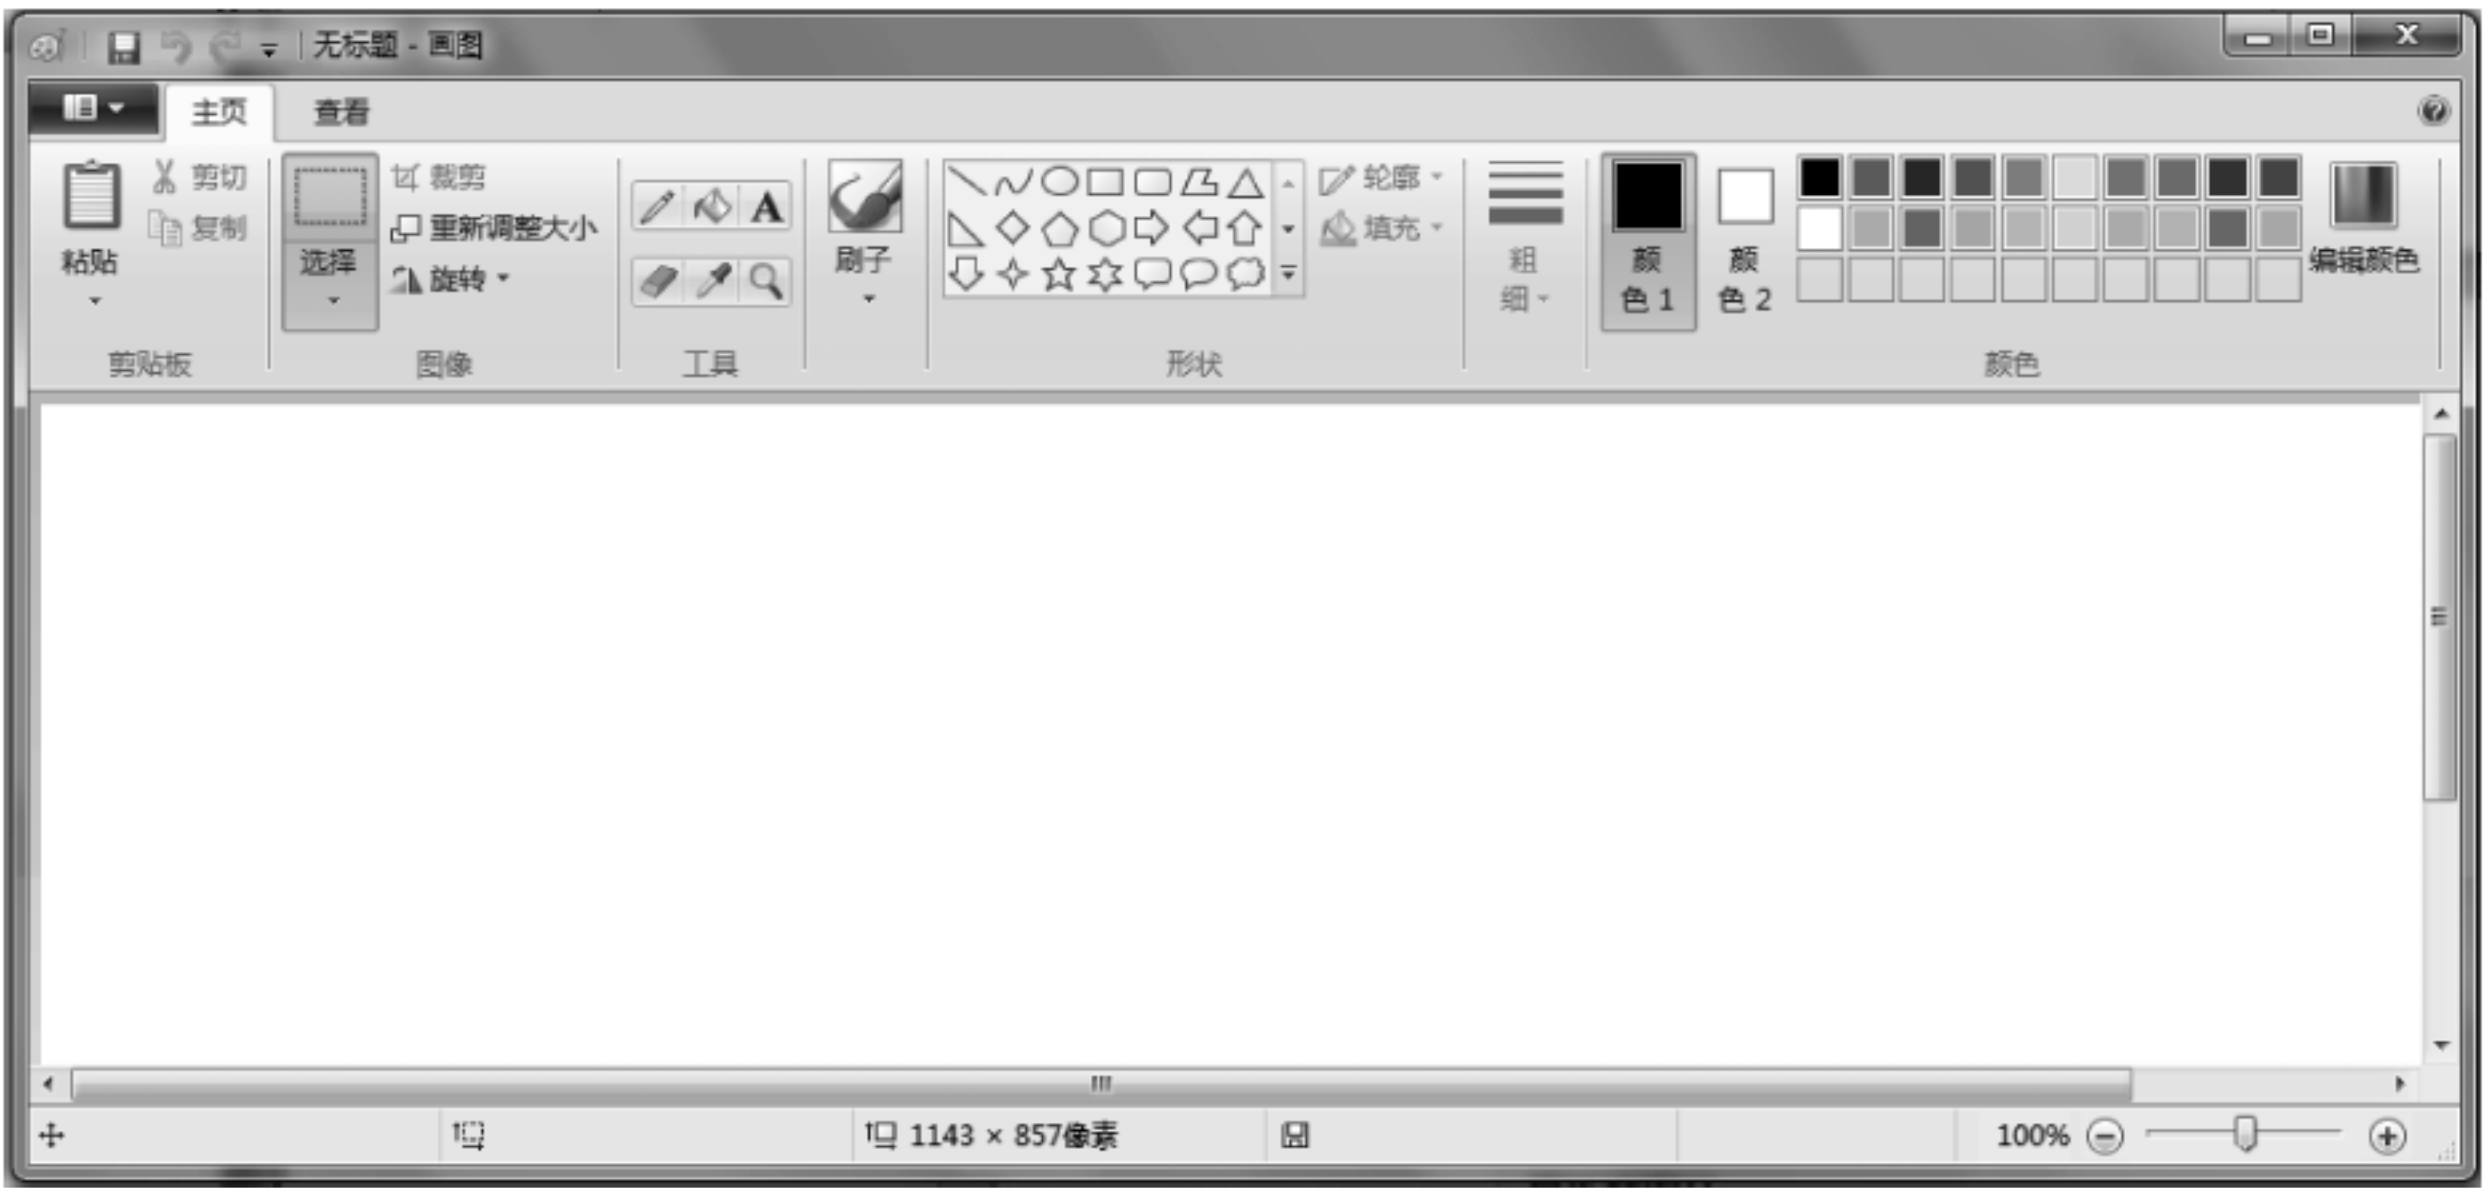 无标题 - 画图
主页 查看
剪切 裁剪 轮廓
复制 重新调整大小 填充
粘贴 选择 旋转 A 刷子 粗细 颜色 1 颜色 2 编辑颜色
剪贴板 图像 工具 形状 颜色
1143 × 857像素 100%